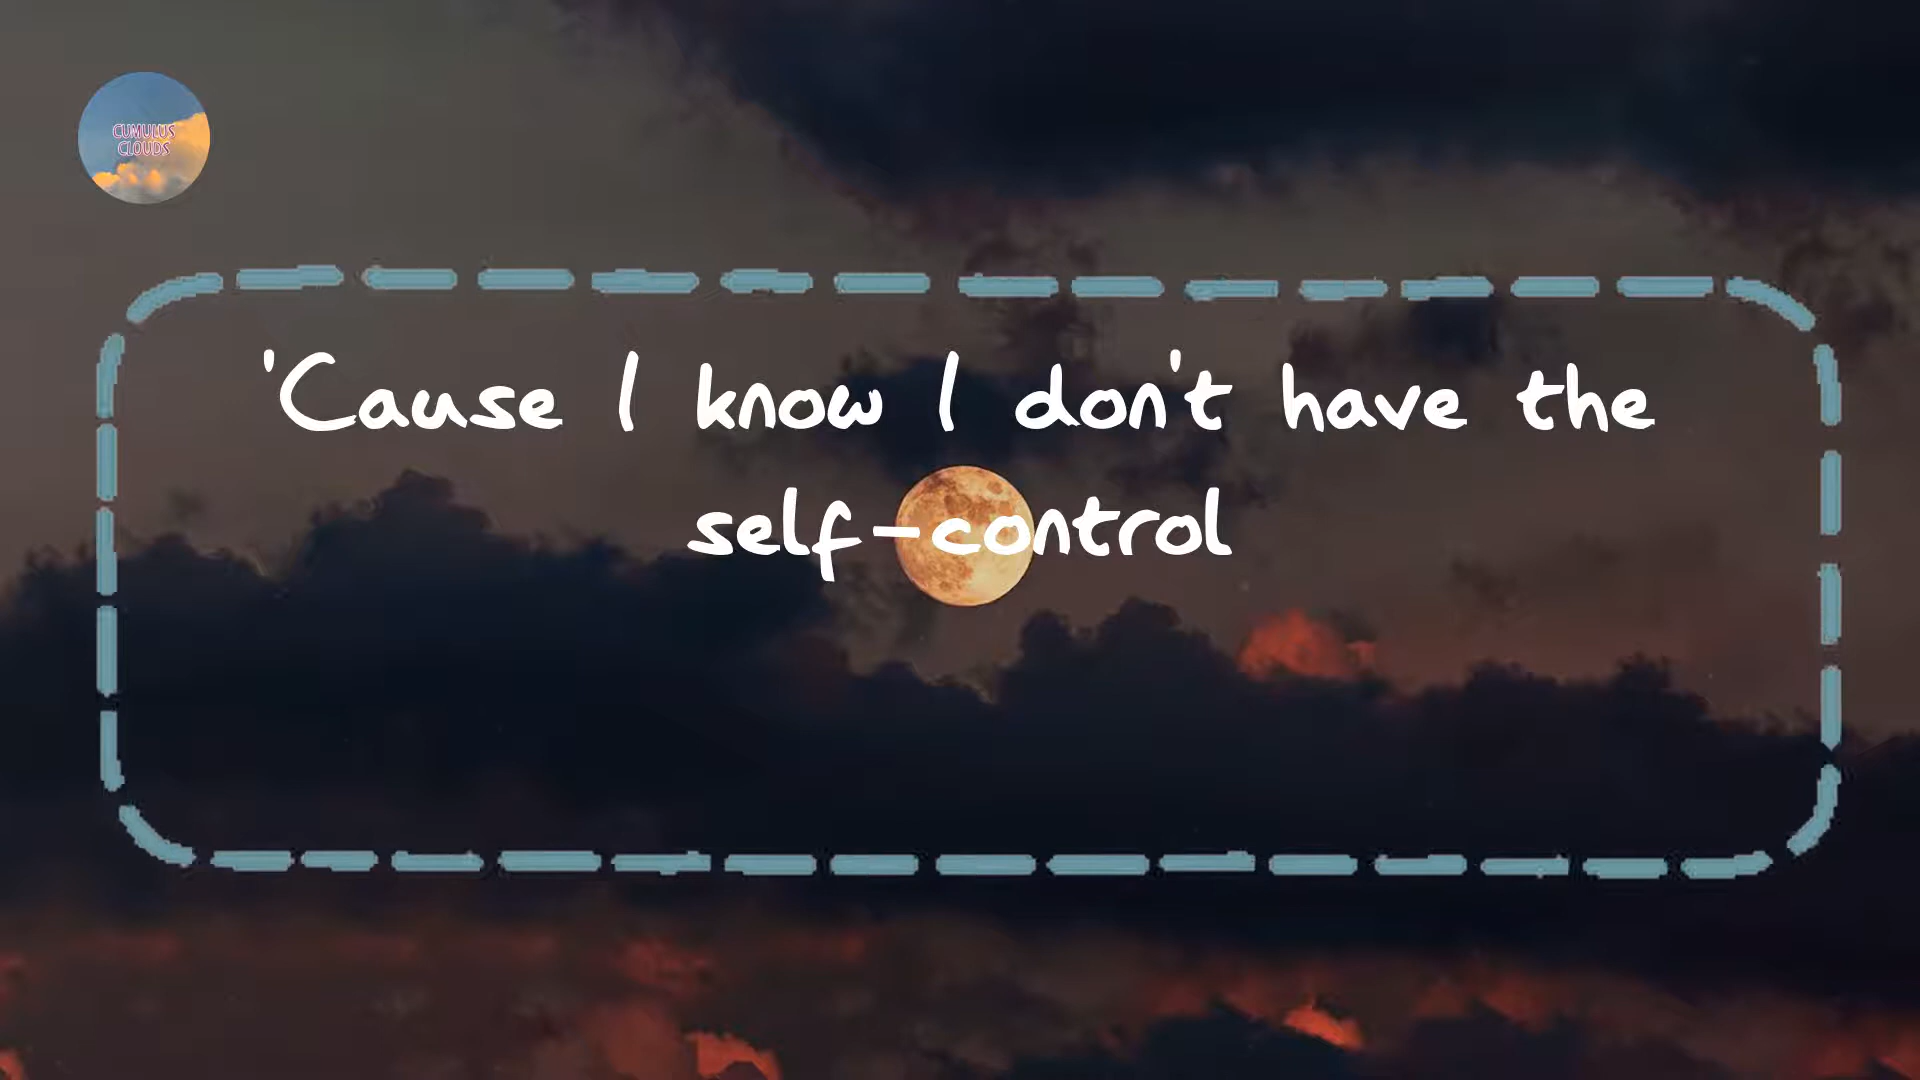 CUMULUS
CLOUDS
'Cause I know I don't have the
self-control